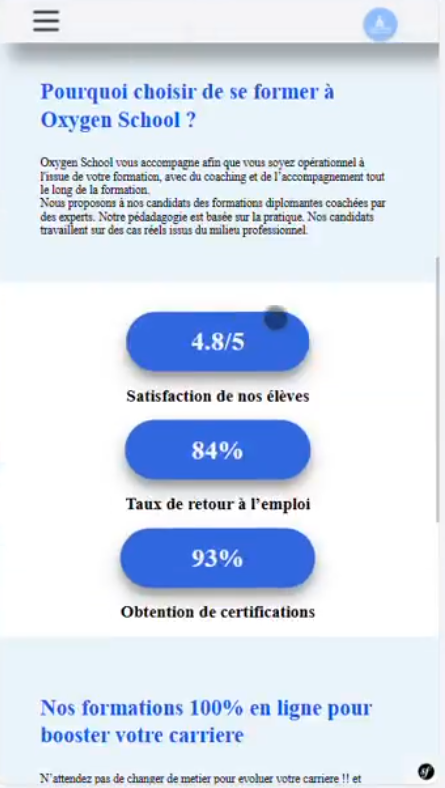 Pourquoi choisir de se former à
Oxygen School ?
Oxygen School vous accompagne afin que vous soyez opérationnel à
l'issue de votre formation, avec du coaching et de l'accompagnement tout
le long de la formation.
Nous proposons à nos candidats des formations diplomantes coachées par
des experts. Notre pédadagogie est basée sur la pratique. Nos candidats
travaillent sur des cas réels issus du milieu professionnel.
4.8/5
Satisfaction de nos élèves
84%
Taux de retour à l'emploi
93%
Obtention de certifications
Nos formations 100% en ligne pour
booster votre carriere
N'attendez pas de changer de metier pour evoluer votre carriere !! et
sf